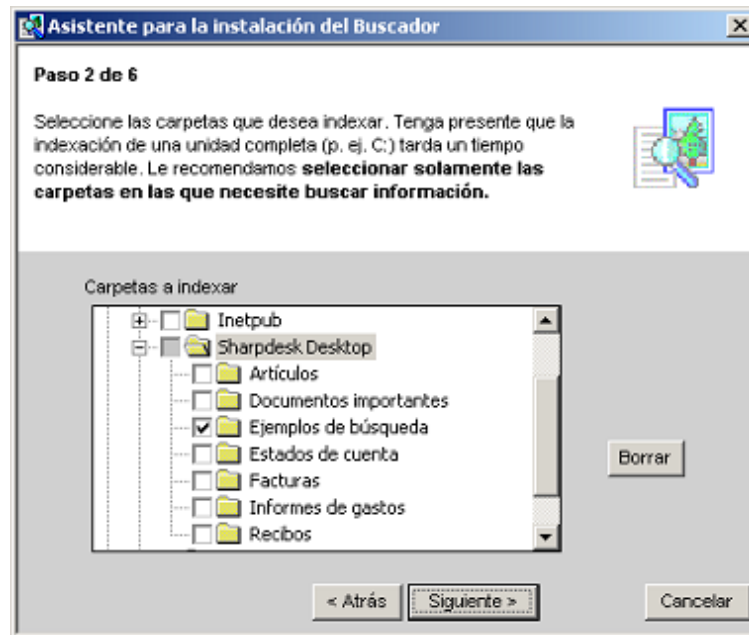 Asistente para la instalación del Buscador
Paso 2 de 6
Seleccione las carpetas que desea indexar. Tenga presente que la
indexación de una unidad completa (p. ej. C:) tarda un tiempo
considerable. Le recomendamos seleccionar solamente las
carpetas en las que necesite buscar información.
Carpetas a indexar
Inetpub
Sharpdesk Desktop
Artículos
Documentos importantes
Ejemplos de búsqueda
Estados de cuenta
Borrar
Facturas
Informes de gastos
Recibos
< Atrás
Siguiente >
Cancelar